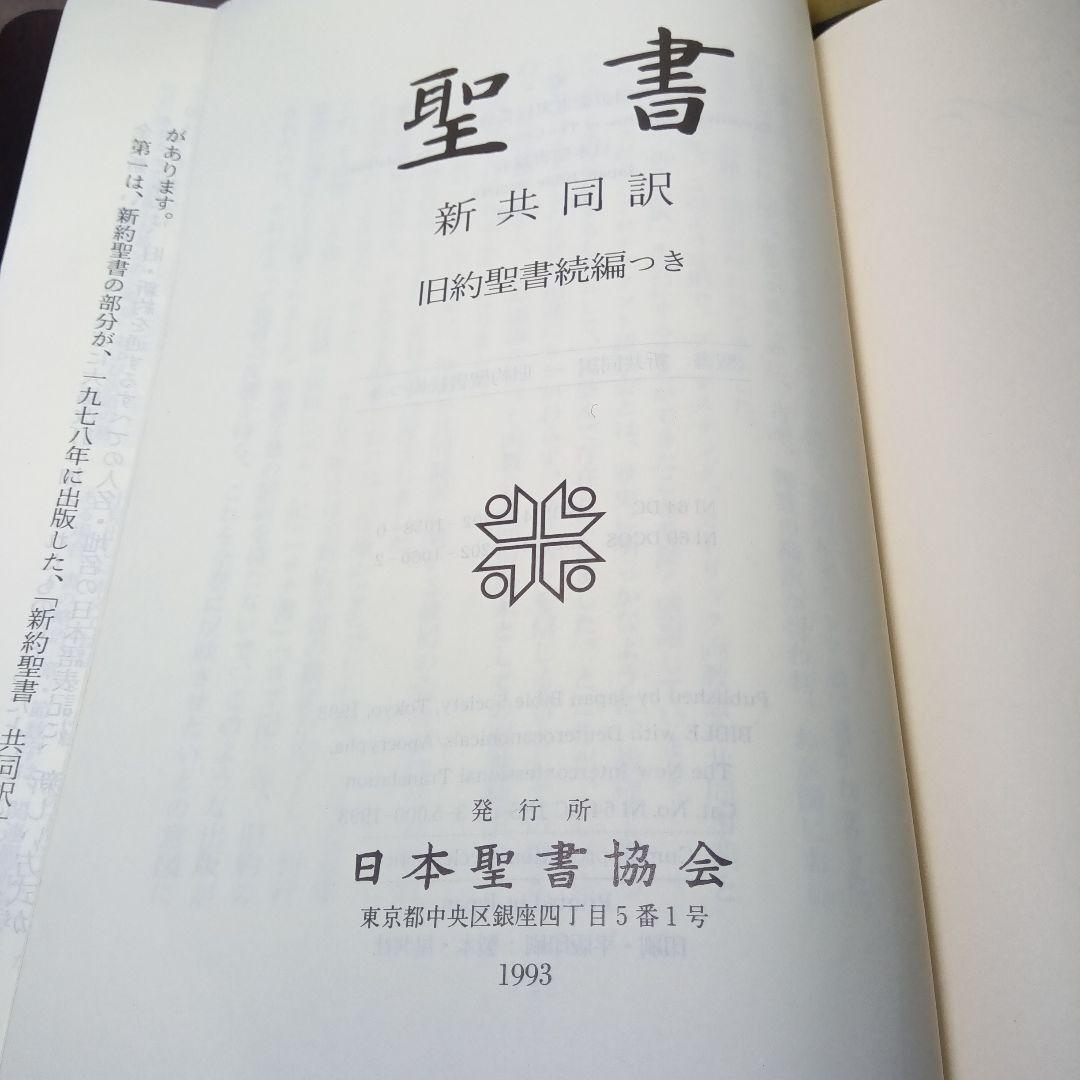 聖書
新共同訳
旧約聖書続編つき
発行所
日本聖書協会
東京都中央区銀座四丁目5番1号
1993
があります。
第一は、新約聖書の部分が、一九七八年に出版した、「新約聖書 共同訳」